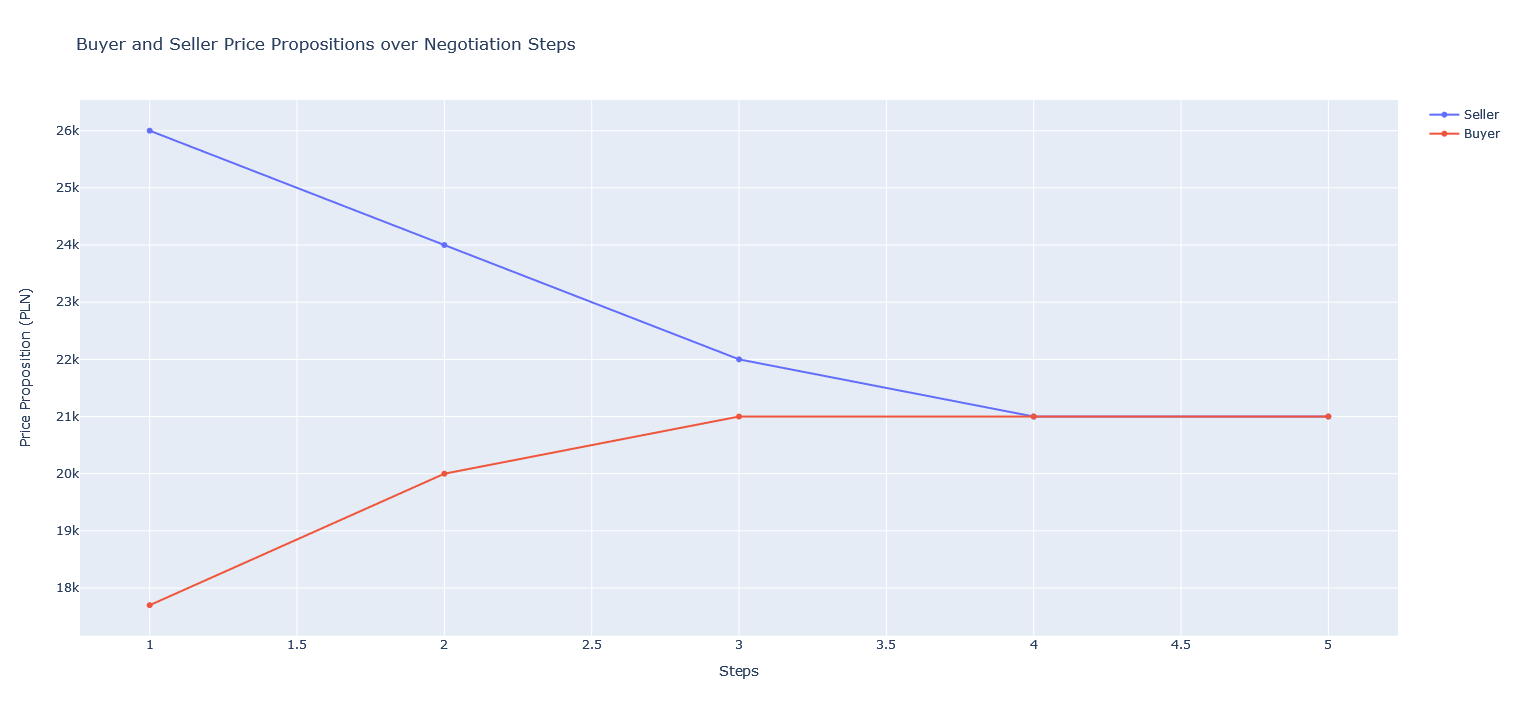 Buyer and Seller Price Propositions over Negotiation Steps
Seller
Buyer
Price Proposition (PLN)
26k
25k
24k
23k
22k
21k
20k
19k
18k
1 1.5 2 2.5 3 3.5 4 4.5 5
Steps